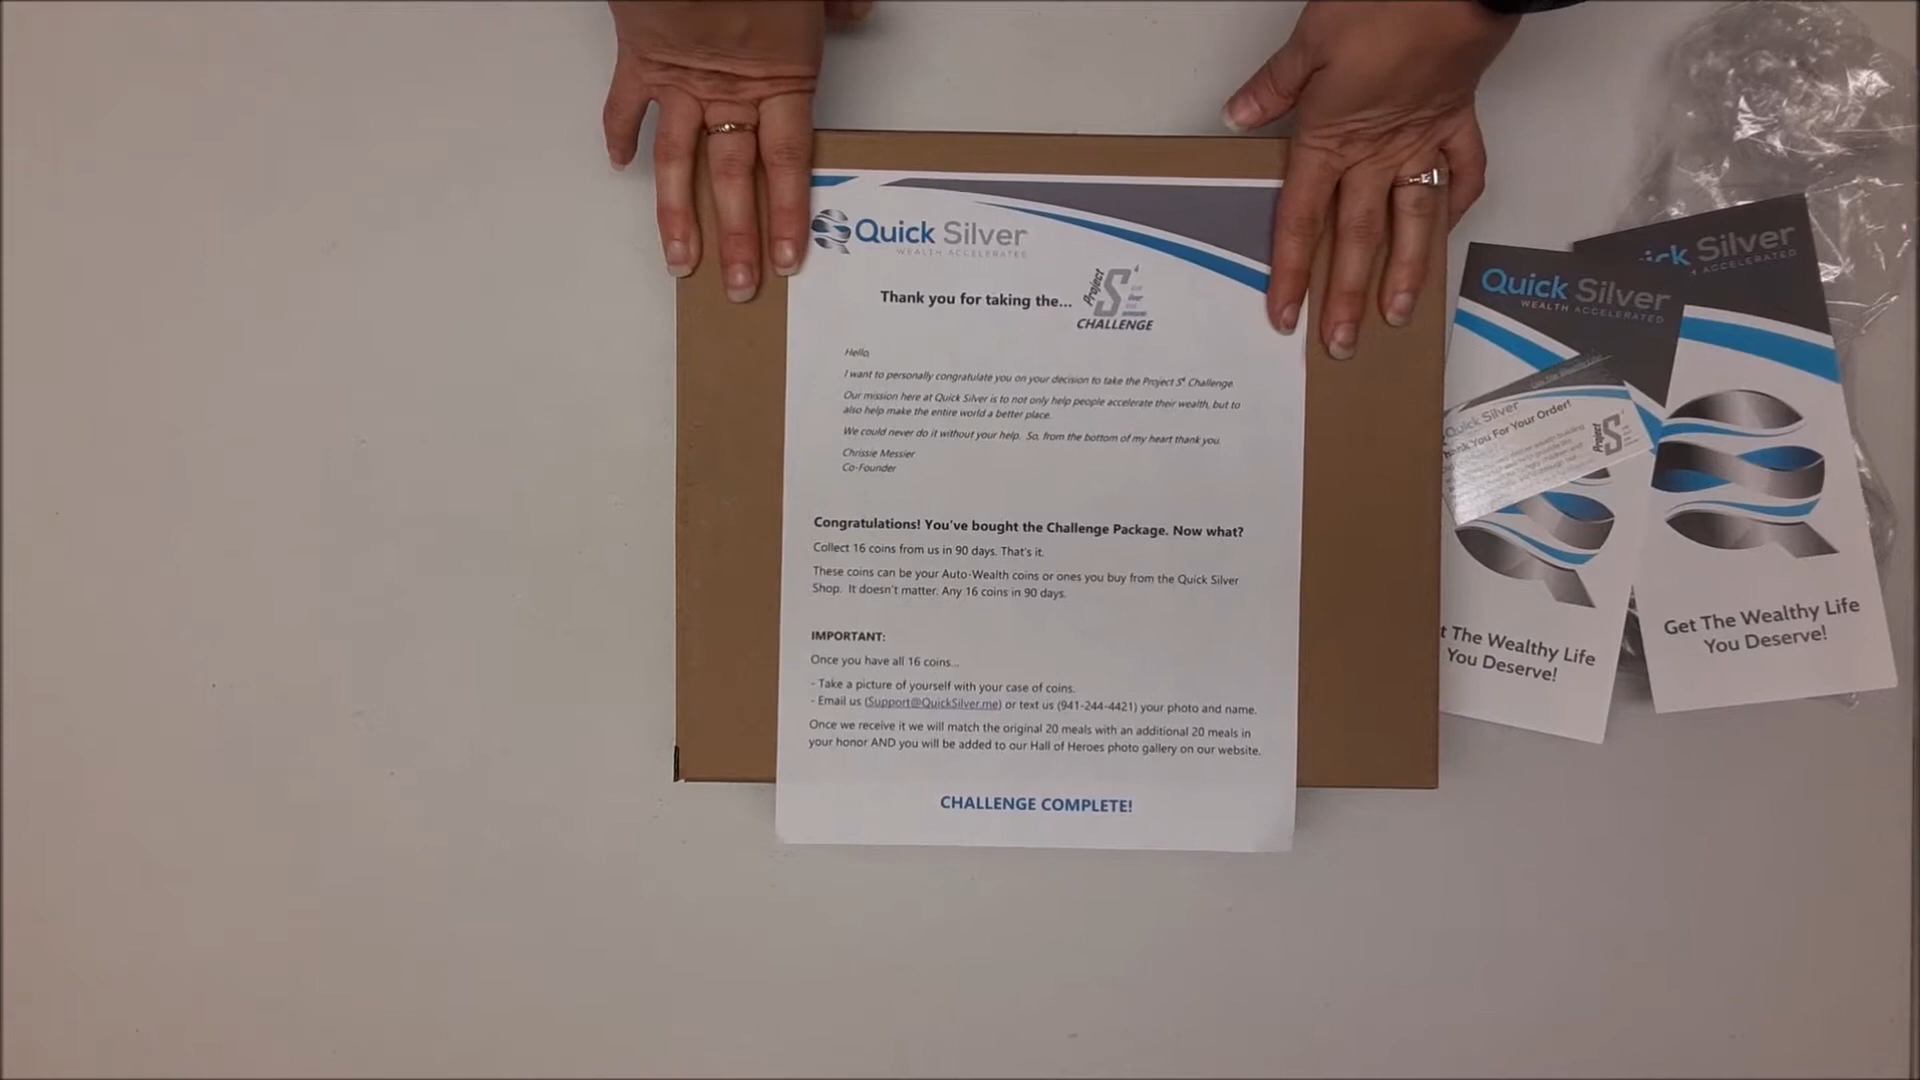 Quick Silver
WEALTH ACCELERATED
Thank you for taking the...
Project S4
CHALLENGE
Hello,
I want to personally congratulate you on your decision to take the Project S4 Challenge.
Our mission here at Quick Silver is to not only help people accelerate their wealth, but to
also help make the entire world a better place.
We could never do it without your help. So, from the bottom of my heart thank you.
Chrissie Messier
Co-Founder
Congratulations! You've bought the Challenge Package. Now what?
Collect 16 coins from us in 90 days. That's it.
These coins can be your Auto-Wealth coins or ones you buy from the Quick Silver
Shop. It doesn't matter. Any 16 coins in 90 days.
IMPORTANT:
Once you have all 16 coins...
- Take a picture of yourself with your case of coins.
- Email us (Support@QuickSilver.me) or text us (941-244-4421) your photo and name.
Once we receive it we will match the original 20 meals with an additional 20 meals in
your honor AND you will be added to our Hall of Heroes photo gallery on our website.
CHALLENGE COMPLETE!
Quick Silver
WEALTH ACCELERATED
Quick Silver
hank You For Your Order!
Project S4
t The Wealthy Life
You Deserve!
ick Silver
ACCELERATED
Get The Wealthy Life
You Deserve!